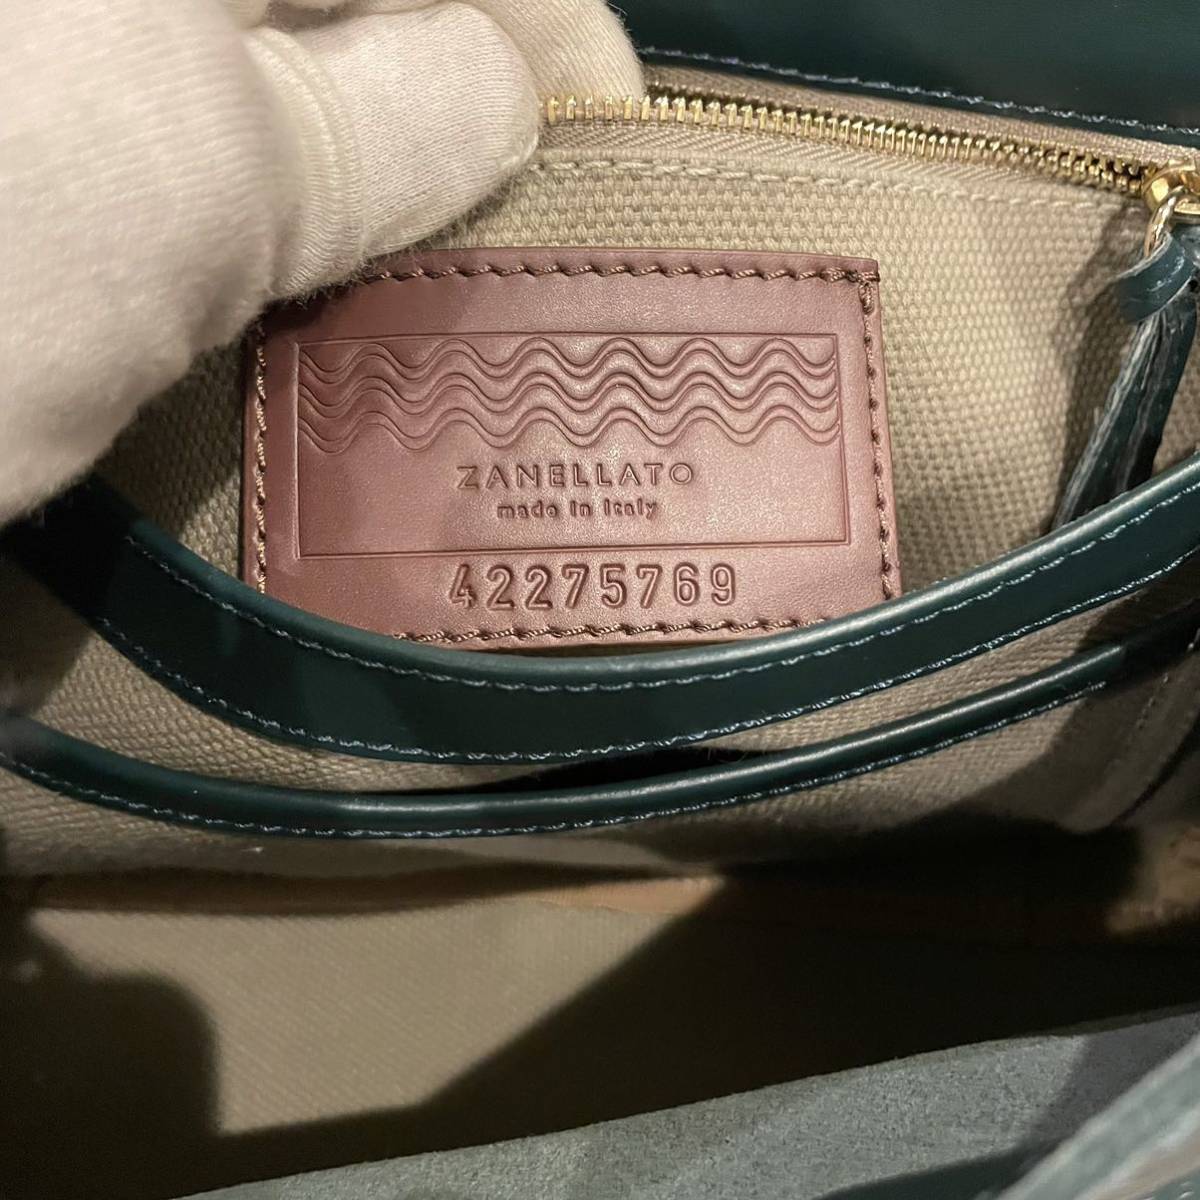 ZANELLATO
made in Italy
42275769